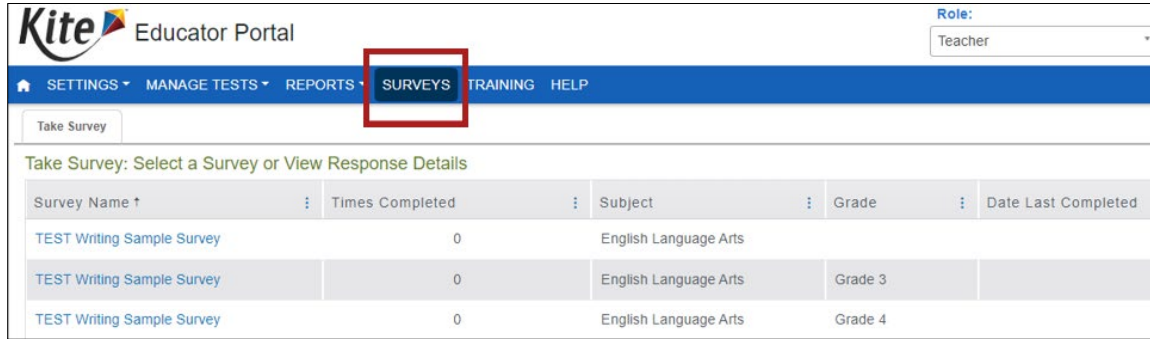 Kite Educator Portal
Role:
Teacher
SETTINGS MANAGE TESTS REPORTS SURVEYS TRAINING HELP
Take Survey
Take Survey: Select a Survey or View Response Details
Survey Name ↑ Times Completed Subject Grade Date Last Completed
TEST Writing Sample Survey 0 English Language Arts
TEST Writing Sample Survey 0 English Language Arts Grade 3
TEST Writing Sample Survey 0 English Language Arts Grade 4